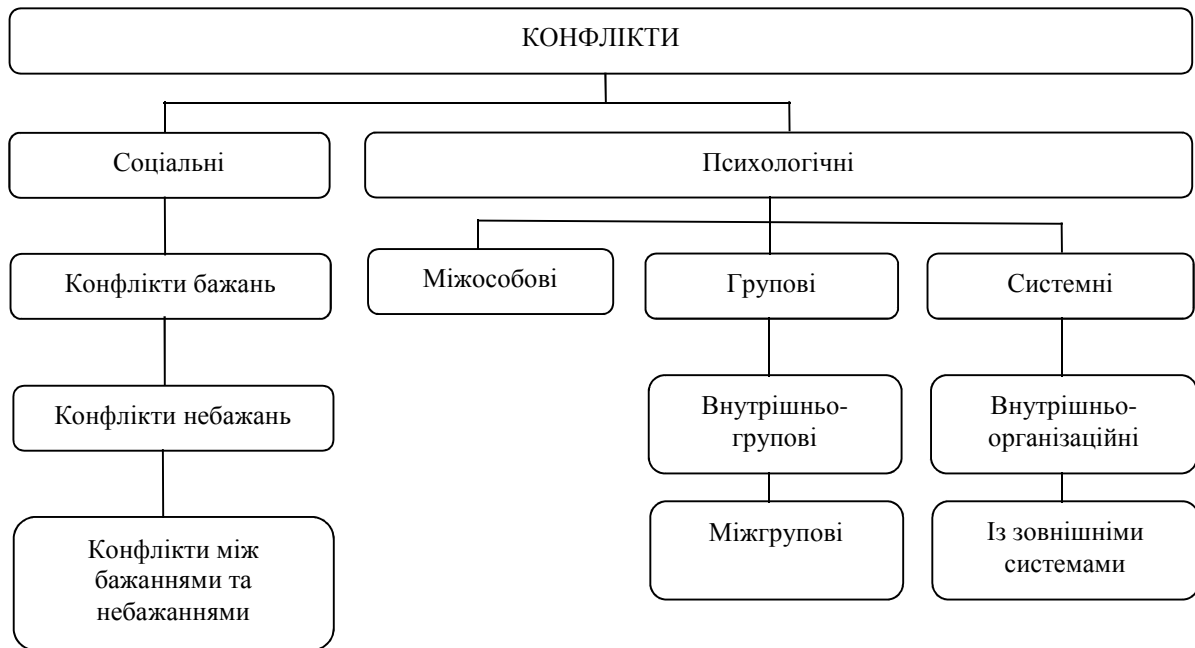 КОНФЛІКТИ
Соціальні
Психологічні
Конфлікти бажань
Міжособові
Групові
Системні
Конфлікти небажань
Внутрішньо-
групові
Внутрішньо-
організаційні
Конфлікти між
бажаннями та
небажаннями
Міжгрупові
Із зовнішніми
системами